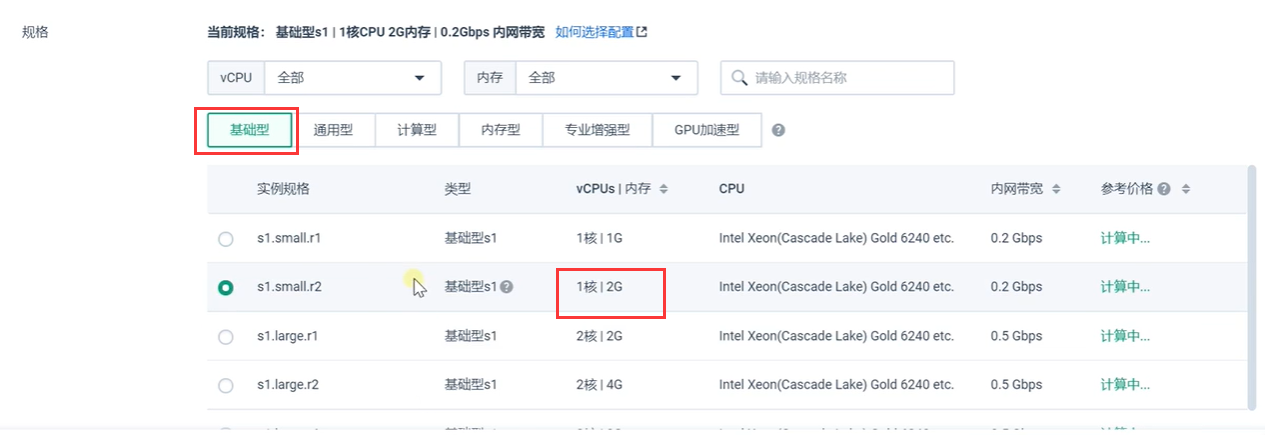 规格
当前规格： 基础型s1 | 1核CPU 2G内存 | 0.2Gbps 内网带宽 如何选择配置
vCPU 全部 内存 全部 请输入规格名称
基础型 通用型 计算型 内存型 专业增强型 GPU加速型
实例规格 类型 vCPUs | 内存 CPU 内网带宽 参考价格
s1.small.r1 基础型s1 1核 | 1G Intel Xeon(Cascade Lake) Gold 6240 etc. 0.2 Gbps 计算中...
s1.small.r2 基础型s1 1核 | 2G Intel Xeon(Cascade Lake) Gold 6240 etc. 0.2 Gbps 计算中...
s1.large.r1 基础型s1 2核 | 2G Intel Xeon(Cascade Lake) Gold 6240 etc. 0.5 Gbps 计算中...
s1.large.r2 基础型s1 2核 | 4G Intel Xeon(Cascade Lake) Gold 6240 etc. 0.5 Gbps 计算中...